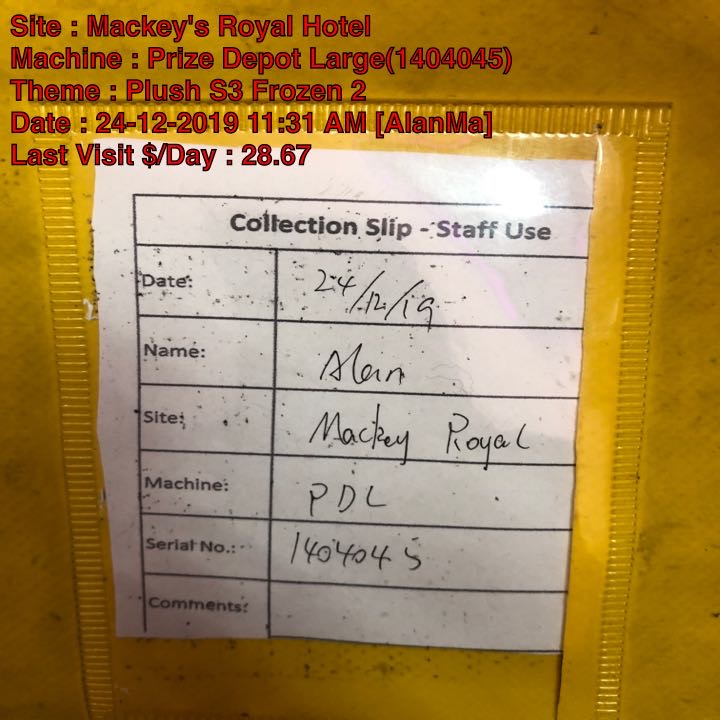 Site : Mackey's Royal Hotel
Machine : Prize Depot Large(1404045)
Theme : Plush S3 Frozen 2
Date : 24-12-2019 11:31 AM [AlanMa]
Last Visit $/Day : 28.67
Collection Slip - Staff Use
Date: 24/12/19
Name: Alan
Site: Mackey Royal
Machine: PDL
Serial No.: 1404045
Comments: